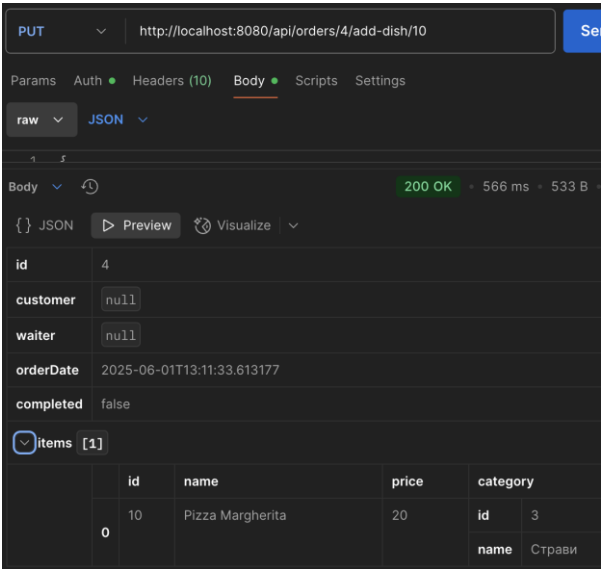 PUT http://localhost:8080/api/orders/4/add-dish/10 Se
Params Auth Headers (10) Body Scripts Settings
raw JSON
1 {
Body 200 OK • 566 ms • 533 B •
{} JSON Preview Visualize
id 4
customer null
waiter null
orderDate 2025-06-01T13:11:33.613177
completed false
items [1]
id name price category
0 10 Pizza Margherita 20 id 3
name Страви